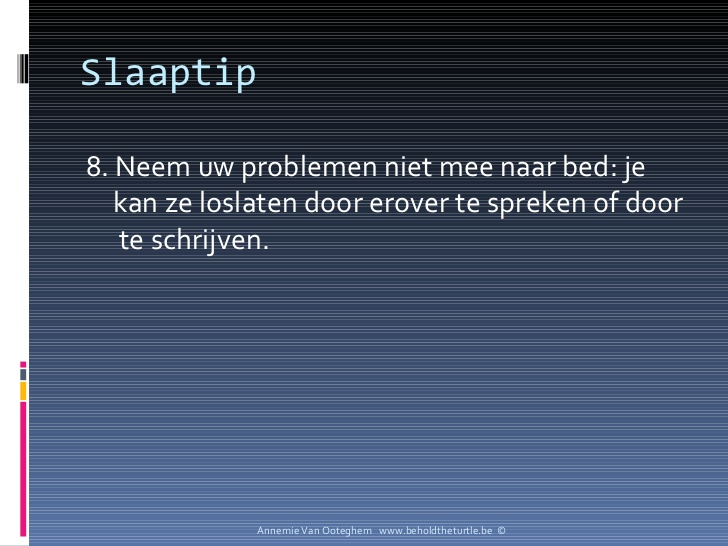 Slaaptip
8. Neem uw problemen niet mee naar bed: je
kan ze loslaten door erover te spreken of door
te schrijven.
Annemie Van Ooteghem www.beholdtheturtle.be ©